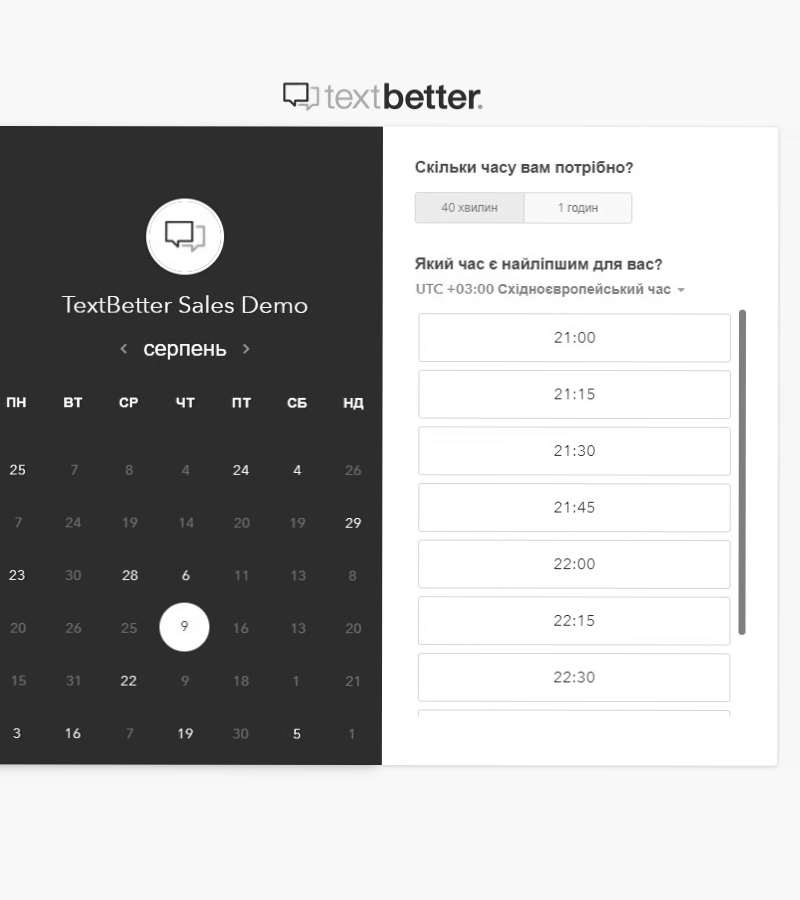 textbetter.
TextBetter Sales Demo
‹ серпень ›
ПН ВТ СР ЧТ ПТ СБ НД
25 7 8 4 24 4 26
7 24 19 14 20 19 29
23 30 28 6 11 13 8
20 26 25 9 16 13 20
15 31 22 9 18 1 21
3 16 7 19 30 5 1
Скільки часу вам потрібно?
40 хвилин 1 годин
Який час є найліпшим для вас?
UTC +03:00 Східноєвропейський час
21:00
21:15
21:30
21:45
22:00
22:15
22:30